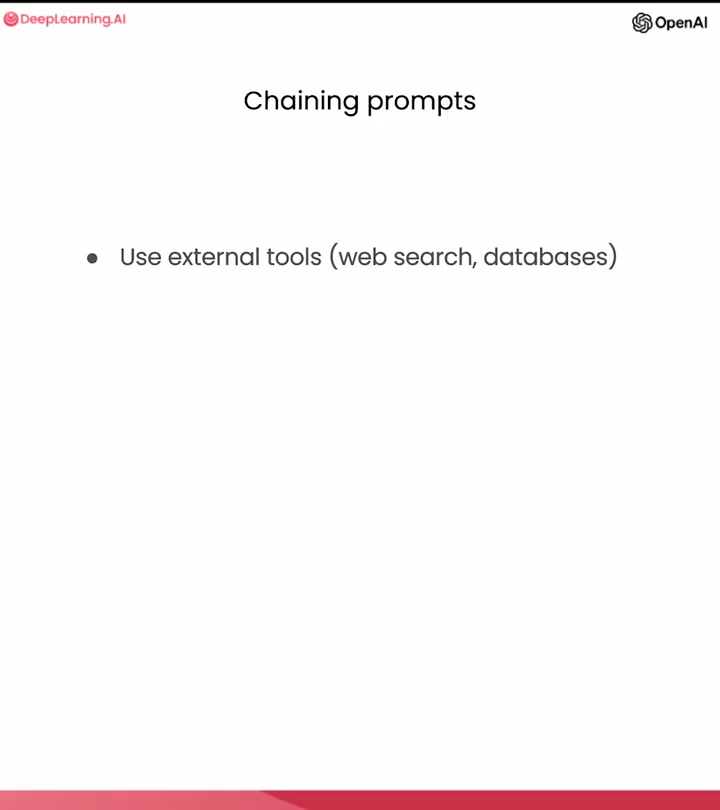 DeepLearning.AI
OpenAI
Chaining prompts
● Use external tools (web search, databases)